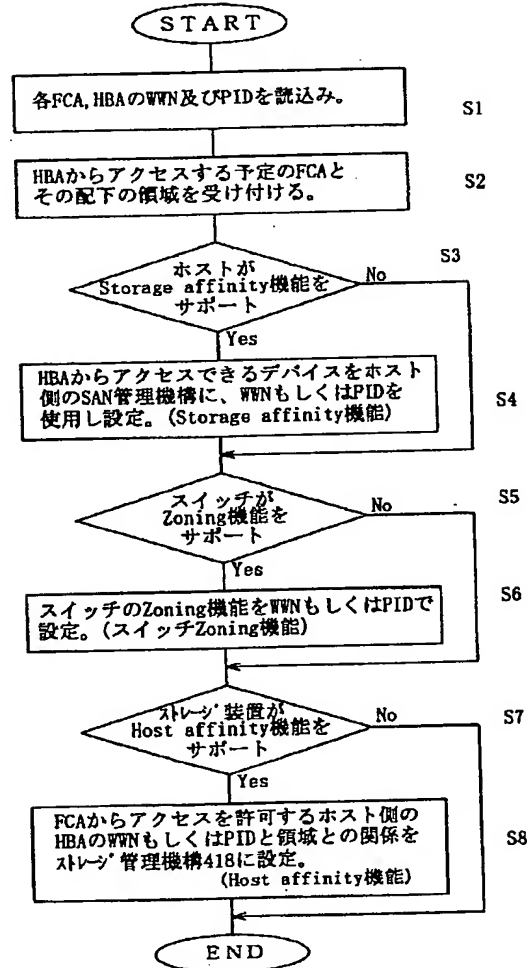 START
各FCA,HBAのWWN及びPIDを読込み。
S1
HBAからアクセスする予定のFCAと
その配下の領域を受け付ける。
S2
ホストが
Storage affinity機能を
サポート
No
S3
Yes
HBAからアクセスできるデバイスをホスト
側のSAN管理機構に、WWNもしくはPIDを
使用し設定。(Storage affinity機能)
S4
スイッチが
Zoning機能を
サポート
No
S5
Yes
スイッチのZoning機能をWWNもしくはPIDで
設定。(スイッチZoning機能)
S6
ストレージ装置が
Host affinity機能を
サポート
No
S7
Yes
FCAからアクセスを許可するホスト側の
HBAのWWNもしくはPIDと領域との関係を
ストレージ管理機構418に設定。
(Host affinity機能)
S8
END